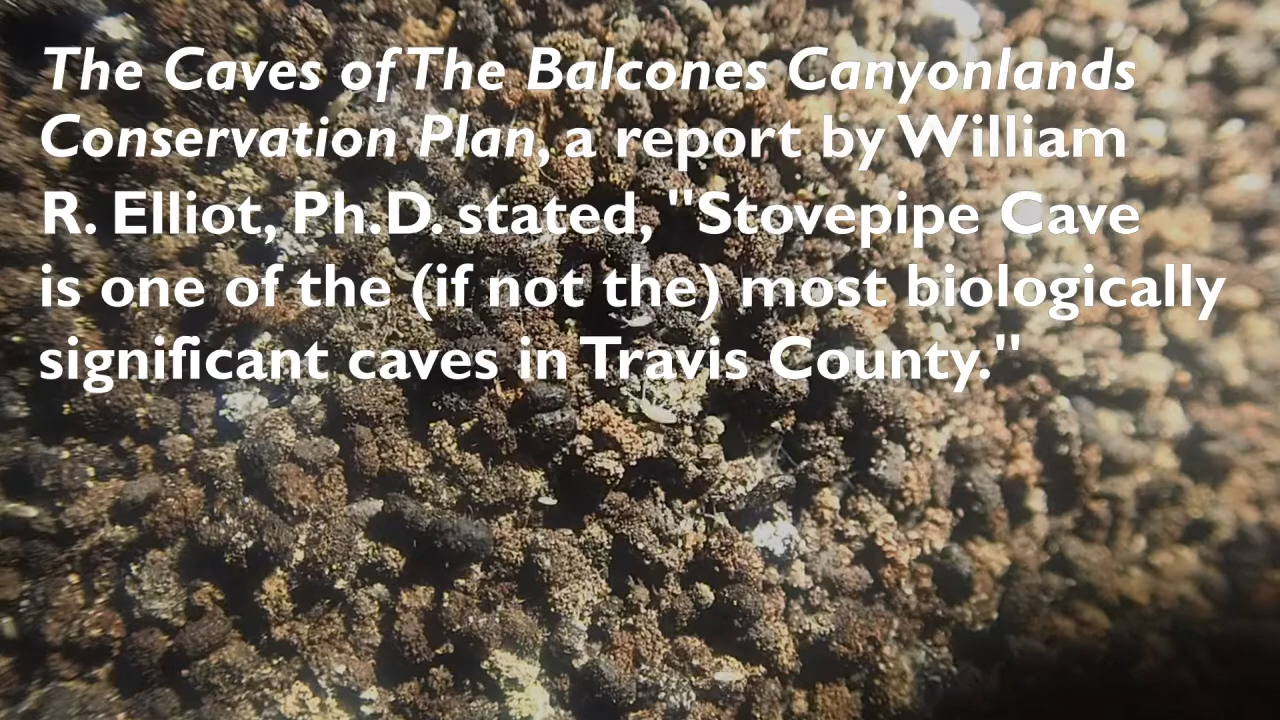 The Caves of The Balcones Canyonlands
Conservation Plan, a report by William
R. Elliot, Ph.D. stated, "Stovepipe Cave
is one of the (if not the) most biologically
significant caves in Travis County."